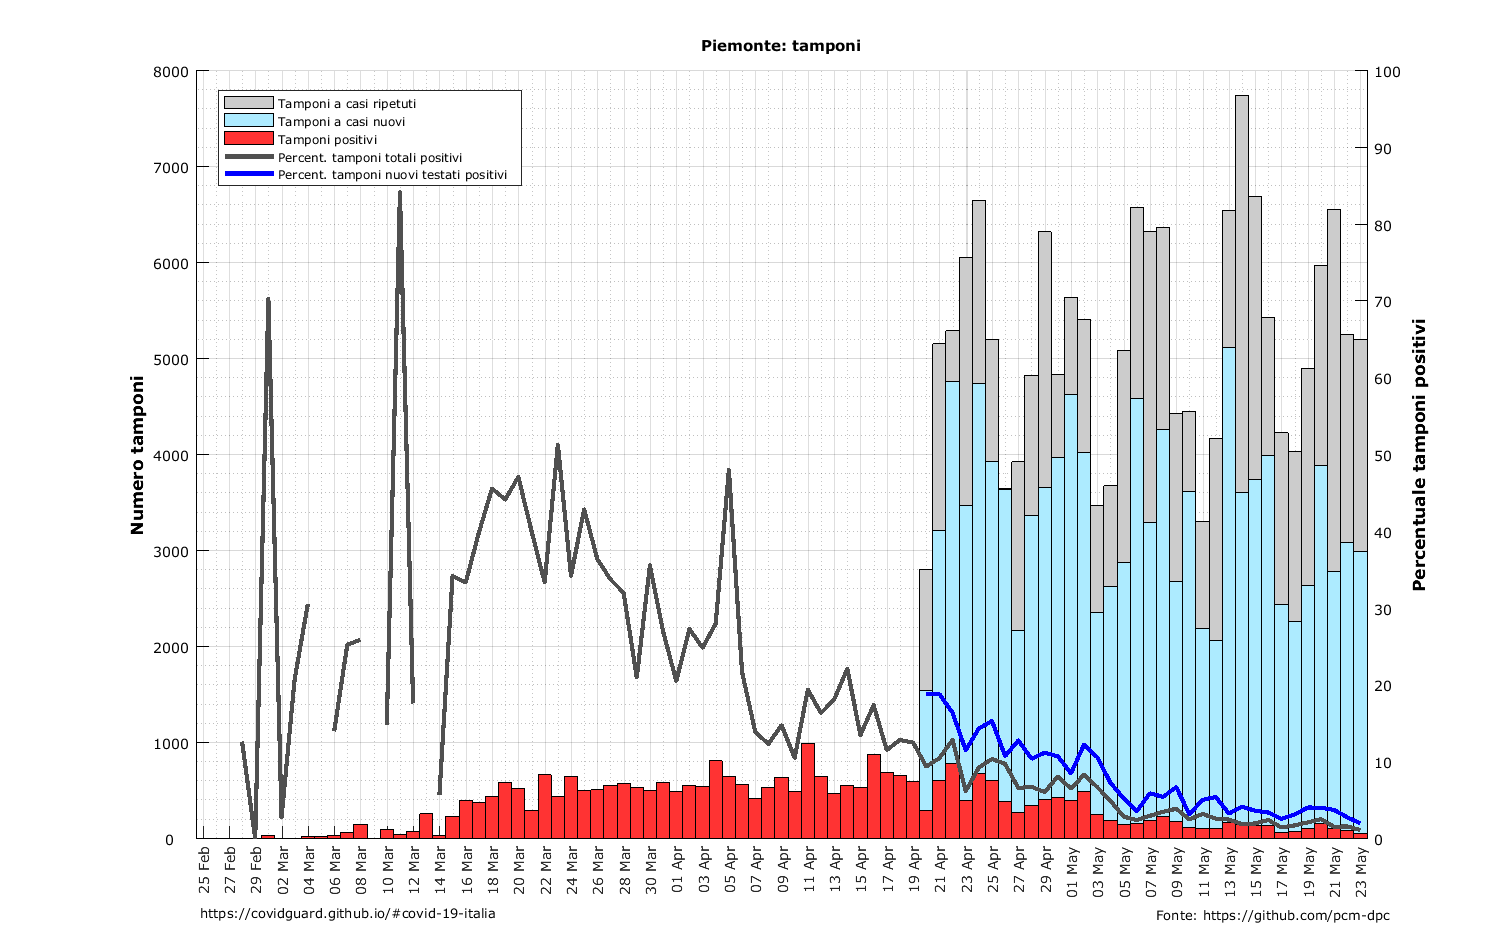 Piemonte: tamponi
Tamponi a casi ripetuti
Tamponi a casi nuovi
Tamponi positivi
Percent. tamponi totali positivi
Percent. tamponi nuovi testati positivi
Numero tamponi
8000
7000
6000
5000
4000
3000
2000
1000
0
100
90
80
70
60
50
40
30
20
10
0
Percentuale tamponi positivi
25 Feb
27 Feb
29 Feb
02 Mar
04 Mar
06 Mar
08 Mar
10 Mar
12 Mar
14 Mar
16 Mar
18 Mar
20 Mar
22 Mar
24 Mar
26 Mar
28 Mar
30 Mar
01 Apr
03 Apr
05 Apr
07 Apr
09 Apr
11 Apr
13 Apr
15 Apr
17 Apr
19 Apr
21 Apr
23 Apr
25 Apr
27 Apr
29 Apr
01 May
03 May
05 May
07 May
09 May
11 May
13 May
15 May
17 May
19 May
21 May
23 May
https://covidguard.github.io/#covid-19-italia
Fonte: https://github.com/pcm-dpc